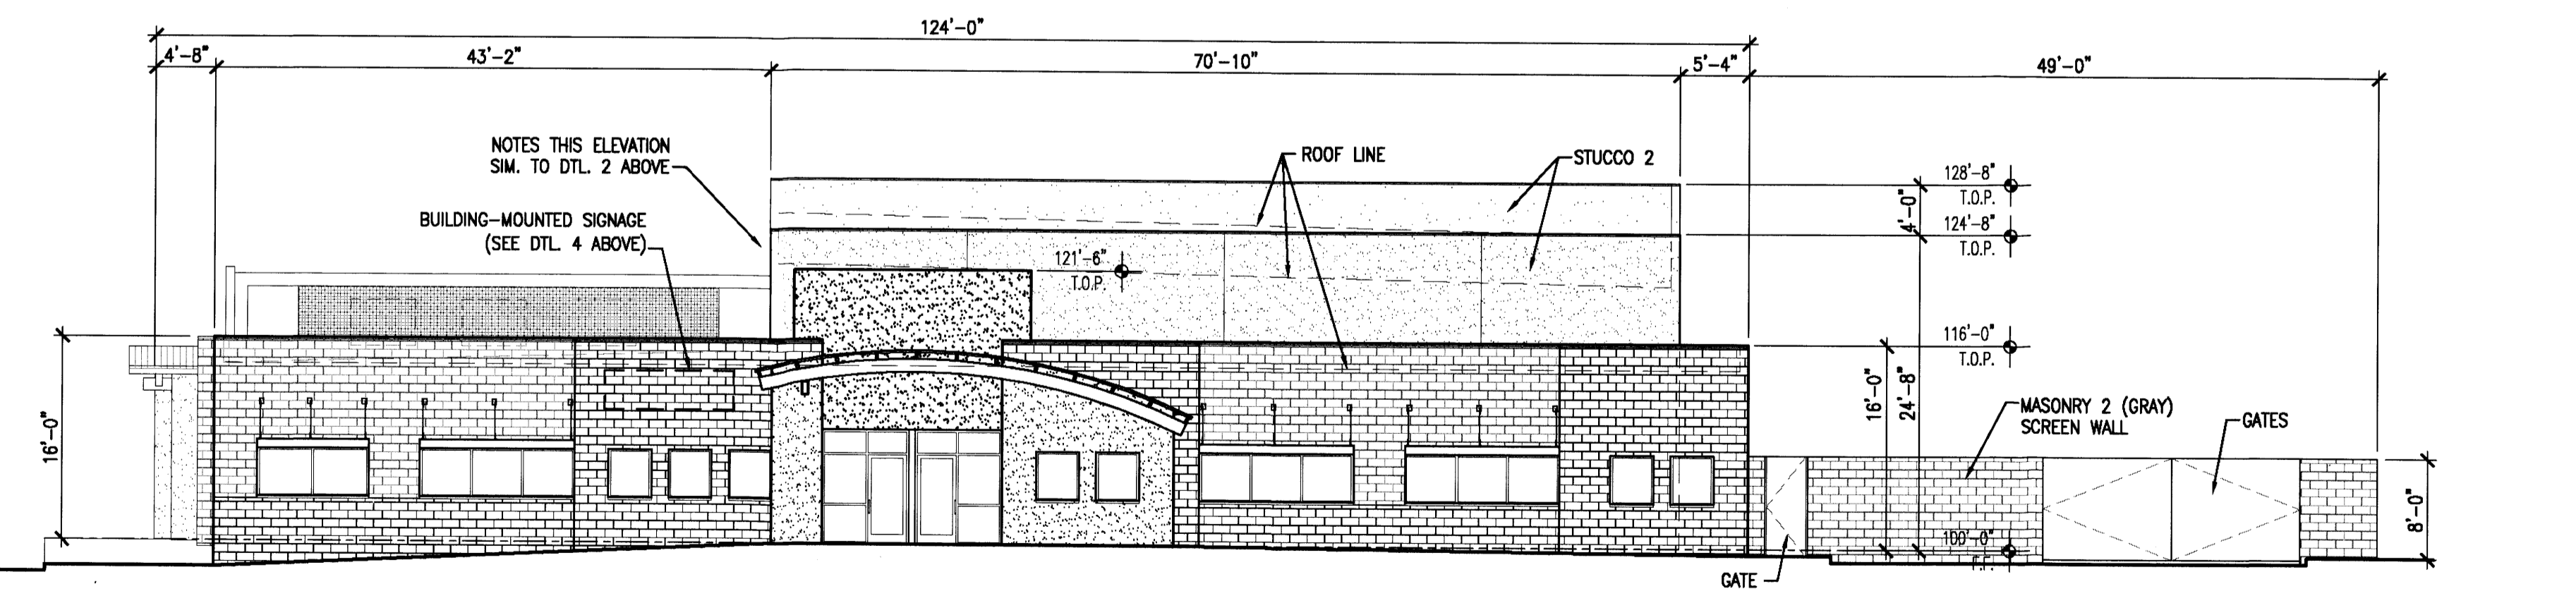 124'-0"
4'-8"
43'-2"
70'-10"
5'-4"
49'-0"
NOTES THIS ELEVATION
SIM. TO DTL. 2 ABOVE
ROOF LINE
STUCCO 2
128'-8"
T.O.P.
4'-0"
124'-8"
T.O.P.
BUILDING-MOUNTED SIGNAGE
(SEE DTL. 4 ABOVE)
121'-6"
T.O.P.
116'-0"
T.O.P.
16'-0"
16'-0"
24'-8"
MASONRY 2 (GRAY)
SCREEN WALL
GATES
8'-0"
100'-0"
F.F.
GATE